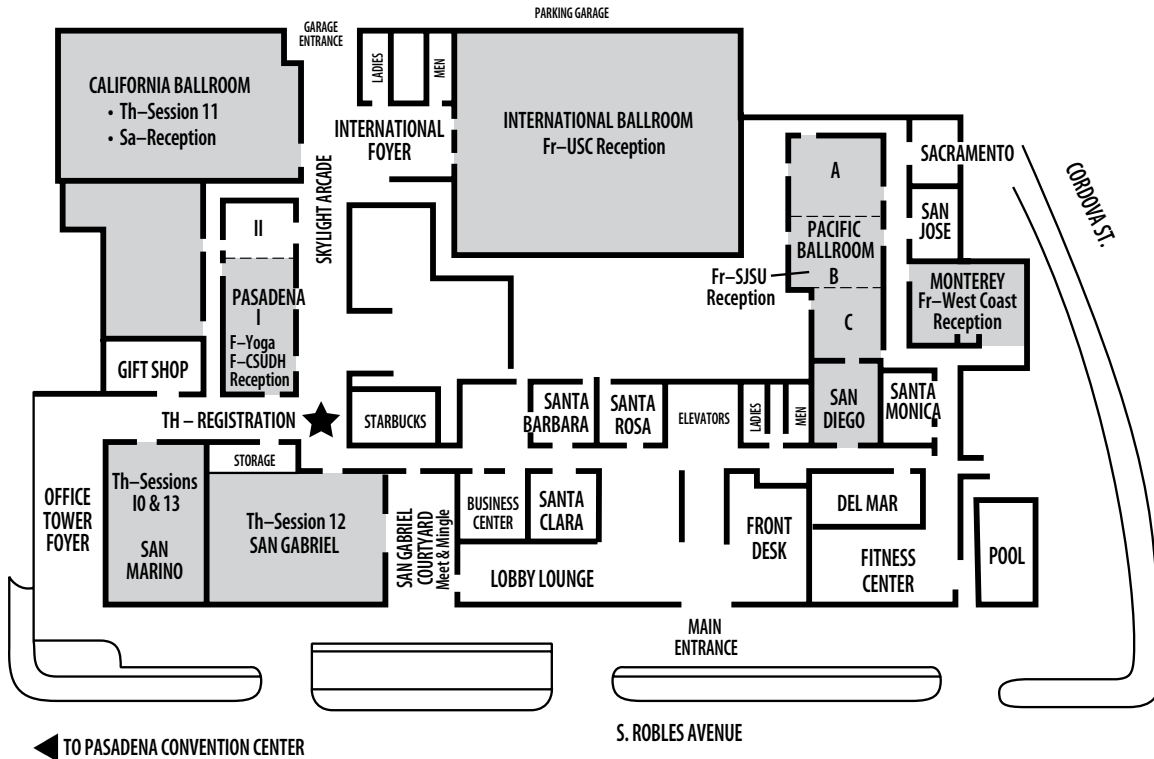 PARKING GARAGE
GARAGE
ENTRANCE
LADIES
MEN
CALIFORNIA BALLROOM
• Th–Session 11
• Sa–Reception
INTERNATIONAL
FOYER
INTERNATIONAL BALLROOM
Fr–USC Reception
SKYLIGHT ARCADE
A
SACRAMENTO
CORDOVA ST.
SAN
JOSE
II
PACIFIC
BALLROOM
B
Fr–SJSU
Reception
MONTEREY
Fr–West Coast
Reception
PASADENA
I
F–Yoga
F–CSUDH
Reception
C
GIFT SHOP
TH – REGISTRATION
STARBUCKS
SANTA
BARBARA
SANTA
ROSA
ELEVATORS
LADIES
MEN
SAN
DIEGO
SANTA
MONICA
STORAGE
OFFICE
TOWER
FOYER
Th–Sessions
10 & 13
SAN
MARINO
Th–Session 12
SAN GABRIEL
SAN GABRIEL
COURTYARD
Meet & Mingle
BUSINESS
CENTER
SANTA
CLARA
LOBBY LOUNGE
FRONT
DESK
DEL MAR
FITNESS
CENTER
POOL
MAIN
ENTRANCE
S. ROBLES AVENUE
TO PASADENA CONVENTION CENTER